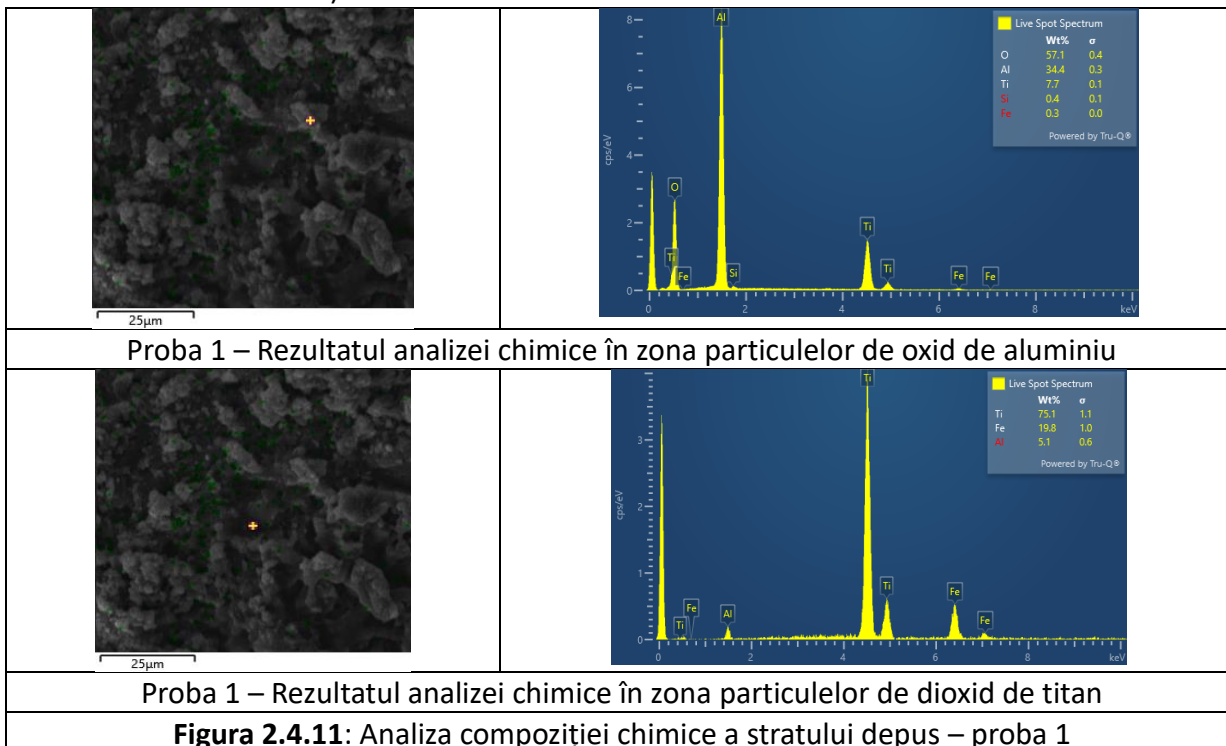 8
6
4
2
0
cps/eV
Al
O
Ti
Fe
Si
Ti
Ti
Fe
Fe
0
2
4
6
8
keV
Live Spot Spectrum
Wt% σ
O 57.1 0.4
Al 34.4 0.3
Ti 7.7 0.1
Si 0.4 0.1
Fe 0.3 0.0
Powered by Tru-Q®
25µm
Proba 1 – Rezultatul analizei chimice în zona particulelor de oxid de aluminiu
3
2
1
0
cps/eV
Ti
Fe
Ti
Al
Ti
Fe
Fe
0
2
4
6
8
keV
Live Spot Spectrum
Wt% σ
Ti 75.1 1.1
Fe 19.8 1.0
Al 5.1 0.6
Powered by Tru-Q®
25µm
Proba 1 – Rezultatul analizei chimice în zona particulelor de dioxid de titan
Figura 2.4.11: Analiza compoziției chimice a stratului depus – proba 1